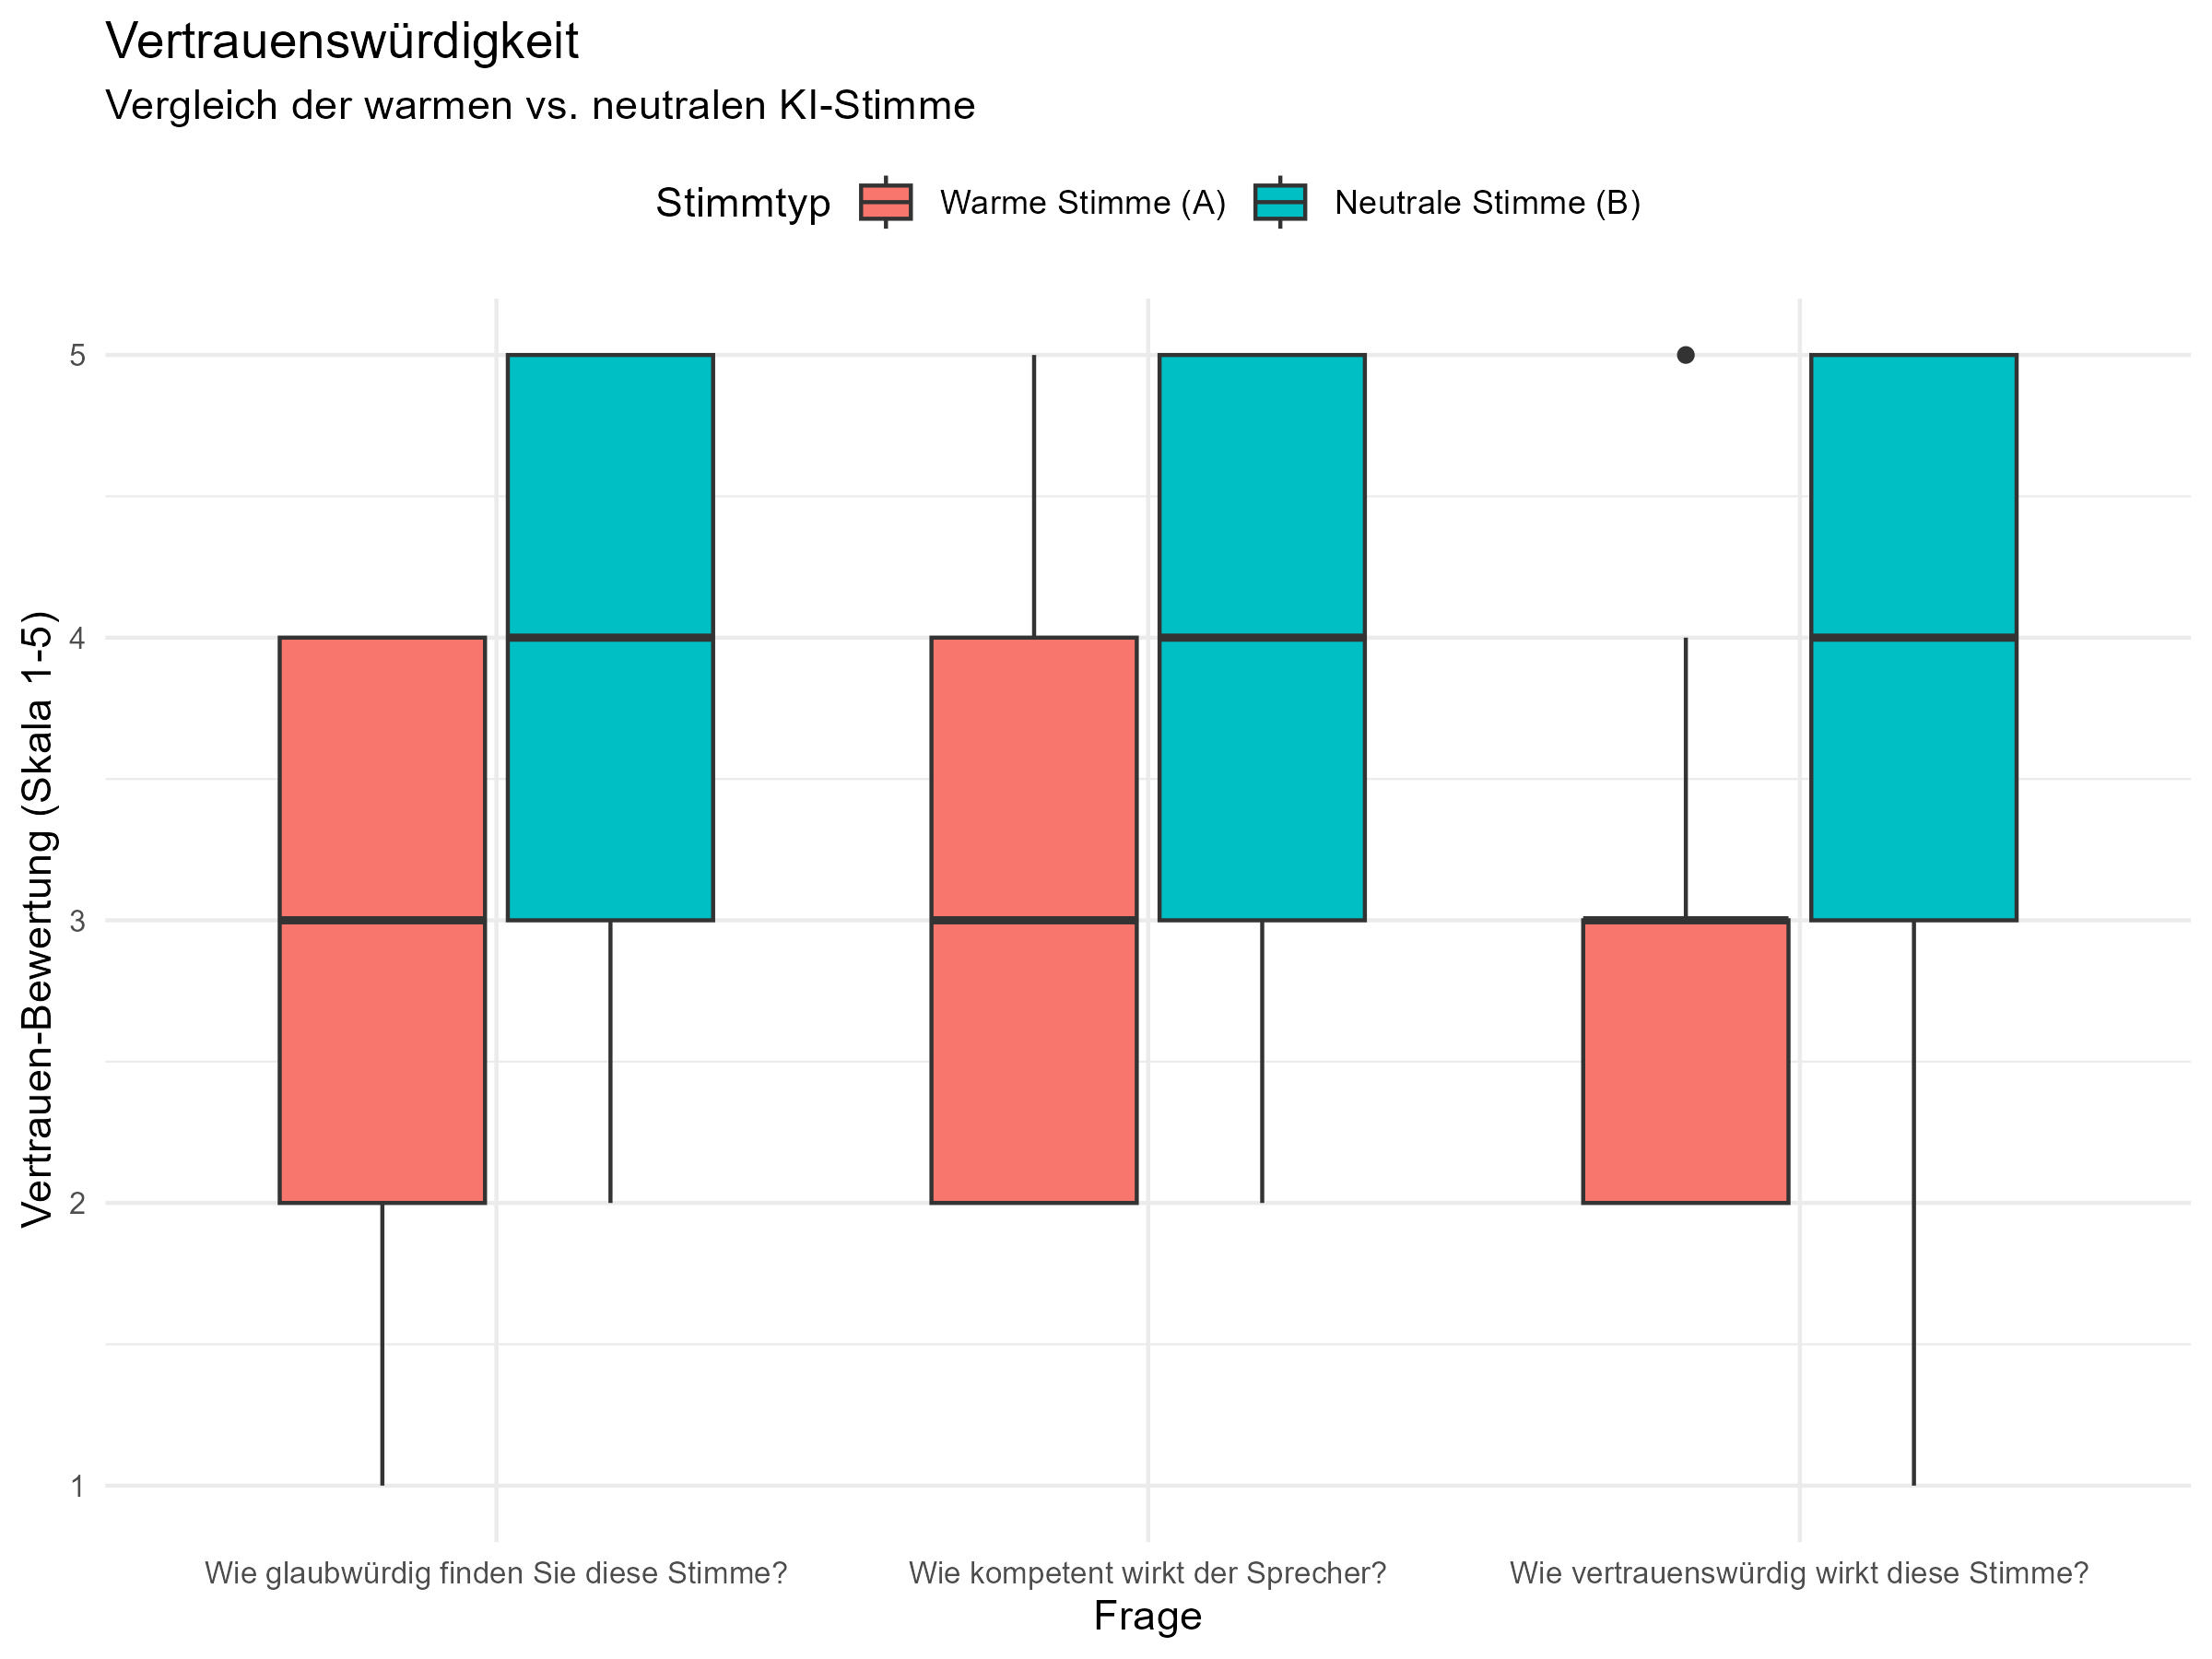 Vertrauenswürdigkeit
Vergleich der warmen vs. neutralen KI-Stimme
Stimmtyp Warme Stimme (A) Neutrale Stimme (B)
Vertrauen-Bewertung (Skala 1-5)
5
4
3
2
1
Wie glaubwürdig finden Sie diese Stimme? Wie kompetent wirkt der Sprecher? Wie vertrauenswürdig wirkt diese Stimme?
Frage